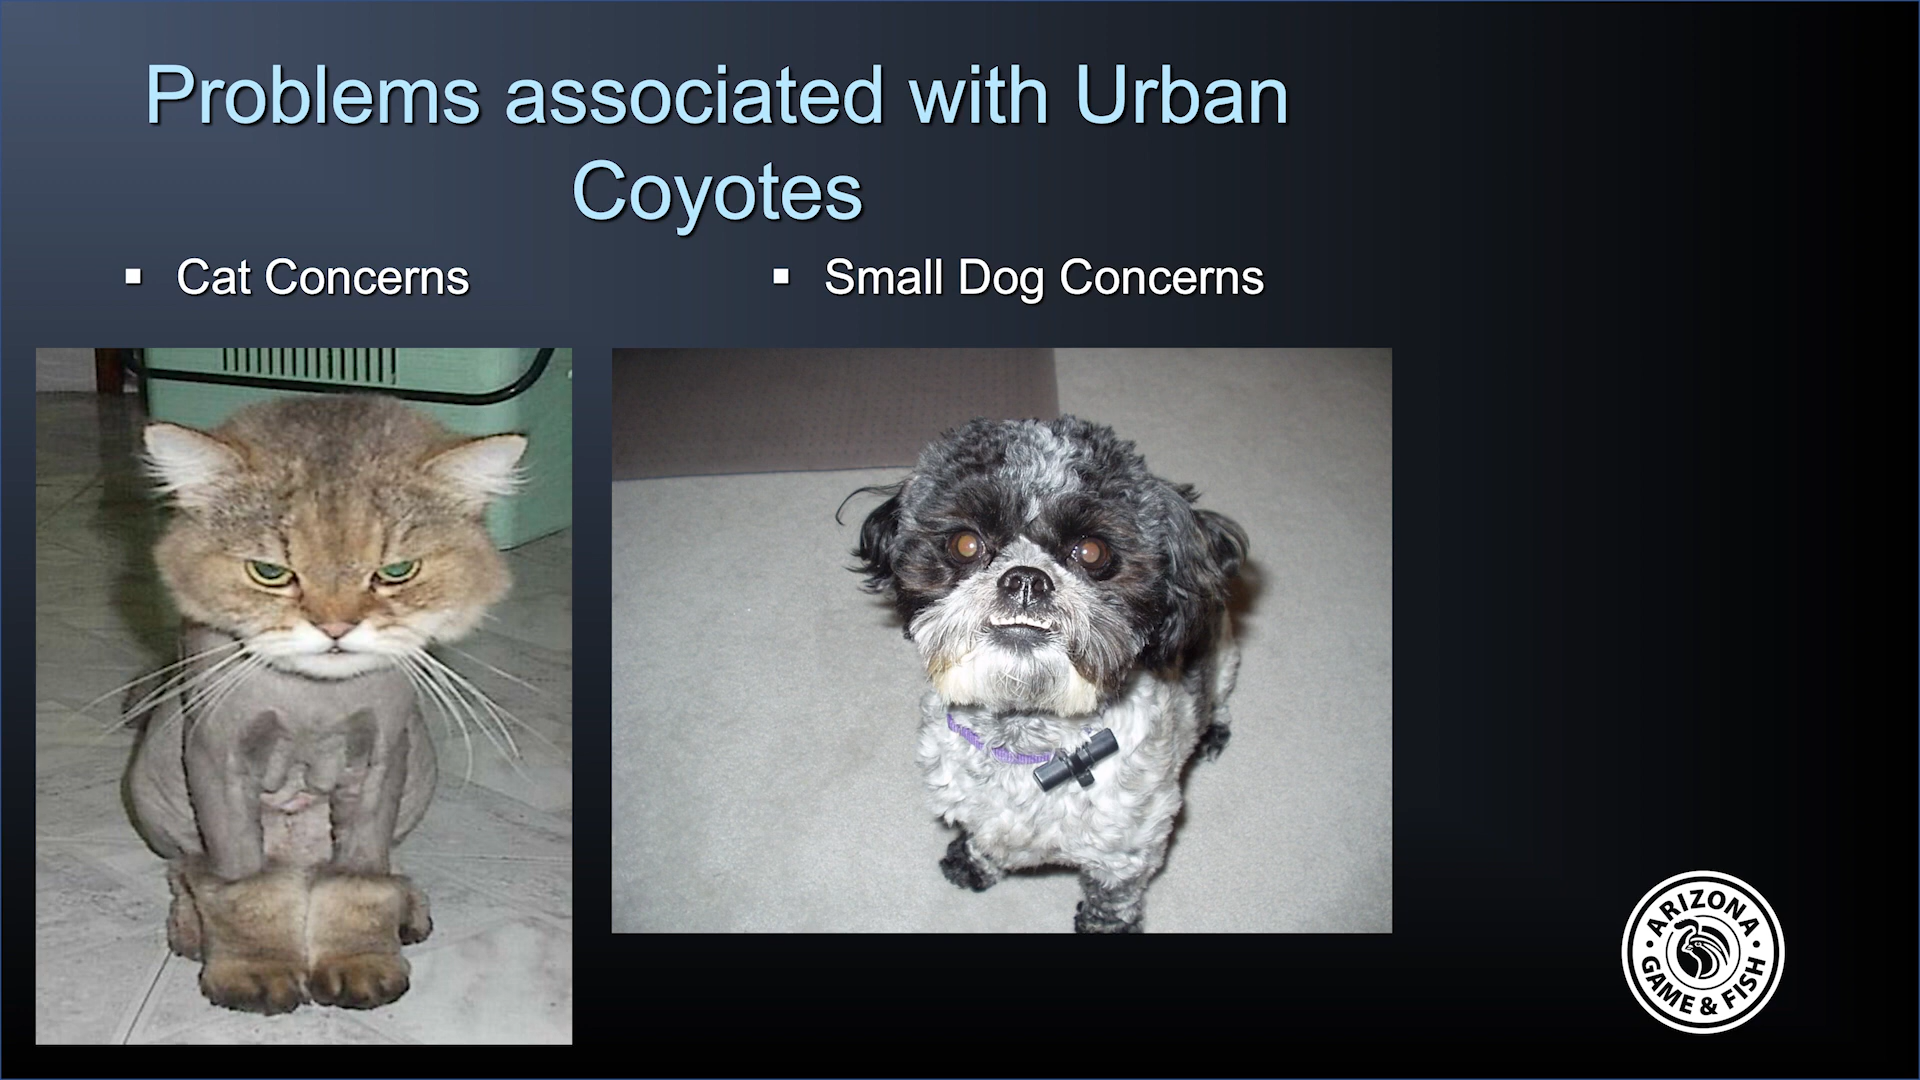 Problems associated with Urban
Coyotes
▪ Cat Concerns
▪ Small Dog Concerns
ARIZONA
GAME & FISH